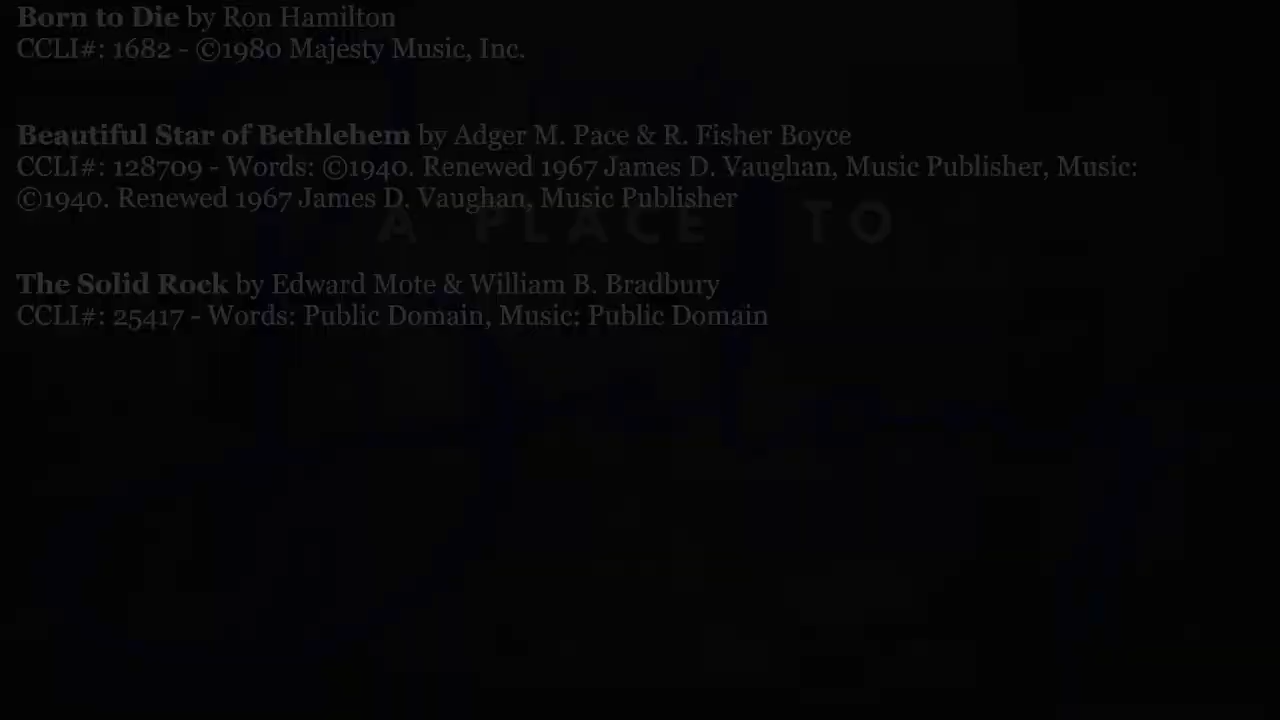 Born to Die by Ron Hamilton
CCLI#: 1682 - ©1980 Majesty Music, Inc.
Beautiful Star of Bethlehem by Adger M. Pace & R. Fisher Boyce
CCLI#: 128709 - Words: ©1940. Renewed 1967 James D. Vaughan, Music Publisher, Music:
©1940. Renewed 1967 James D. Vaughan, Music Publisher
A PLACE TO
The Solid Rock by Edward Mote & William B. Bradbury
CCLI#: 25417 - Words: Public Domain, Music: Public Domain